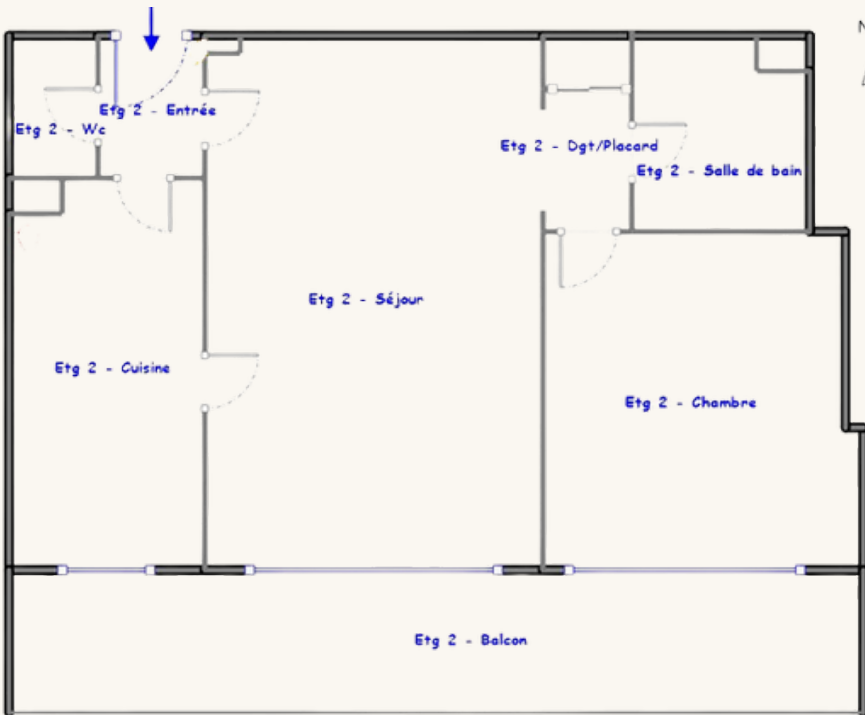 N
Etg 2 - Entrée
Etg 2 - Wc
Etg 2 - Dgt/Placard
Etg 2 - Salle de bain
Etg 2 - Séjour
Etg 2 - Cuisine
Etg 2 - Chambre
Etg 2 - Balcon